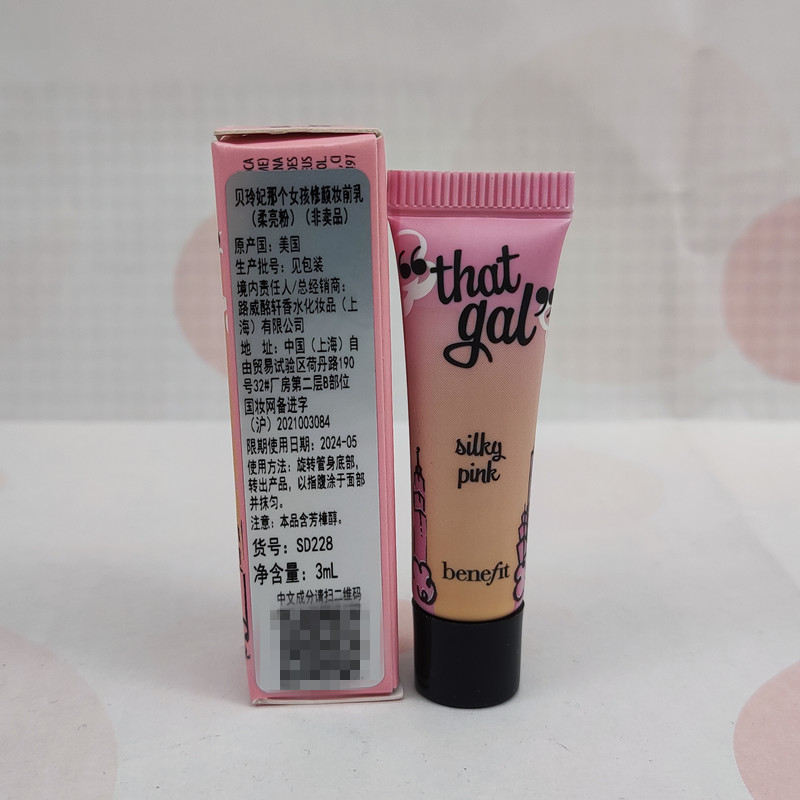 贝玲妃那个女孩修颜妆前乳
（柔亮粉）（非卖品）
原产国：美国
生产批号：见包装
境内责任人/总经销商：
路威酩轩香水化妆品（上
海）有限公司
地 址：中国（上海）自
由贸易试验区荷丹路190
号32#厂房第二层B部位
国妆网备进字
（沪）2021003084
限期使用日期：2024-05
使用方法：旋转管身底部，
转出产品，以指腹涂于面部
并抹匀。
注意：本品含芳樟醇。
货号：SD228
净含量：3mL
中文成分请扫二维码
“that
gal”
silky
pink
benefit